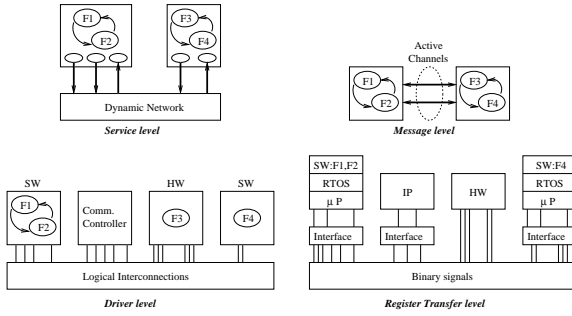 F1
F2
F3
F4
Dynamic Network
Service level
Active
Channels
F1
F2
F3
F4
Message level
SW
HW
SW
F1
F2
Comm.
Controller
F3
F4
Logical Interconnections
Driver level
SW:F1,F2
RTOS
μ P
Interface
IP
Interface
HW
SW:F4
RTOS
μ P
Interface
Binary signals
Register Transfer level